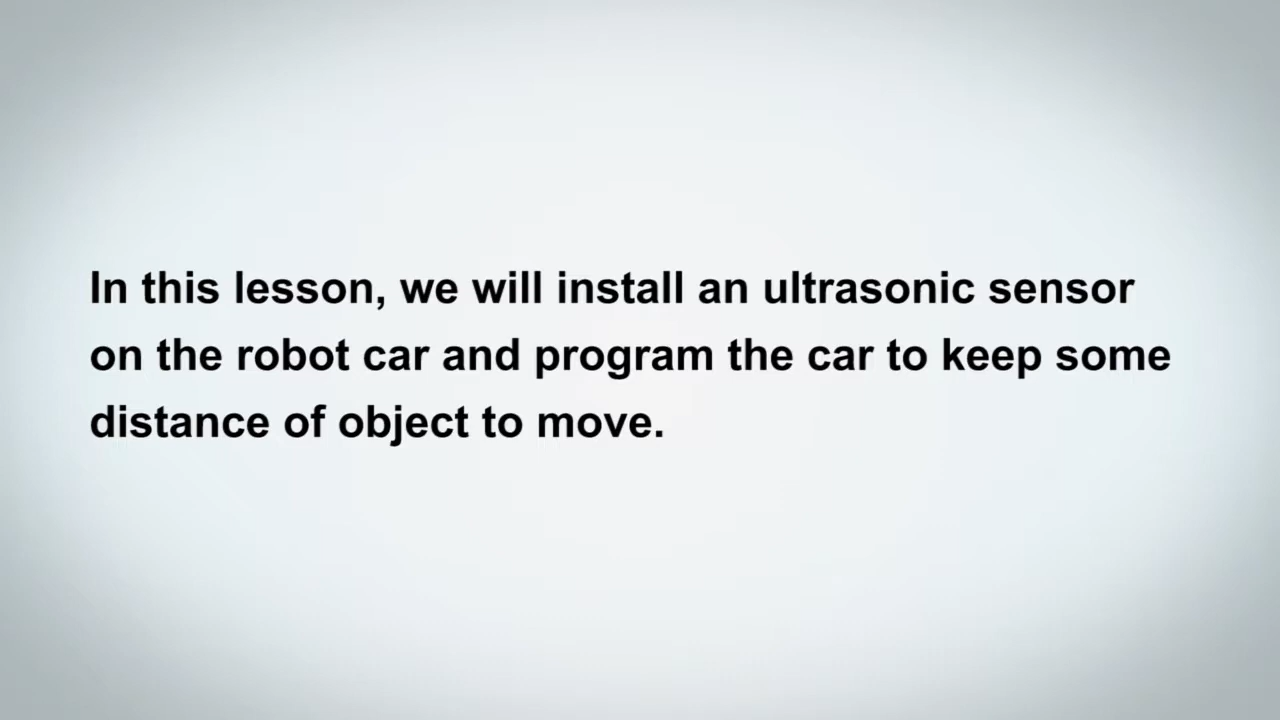 In this lesson, we will install an ultrasonic sensor
on the robot car and program the car to keep some
distance of object to move.